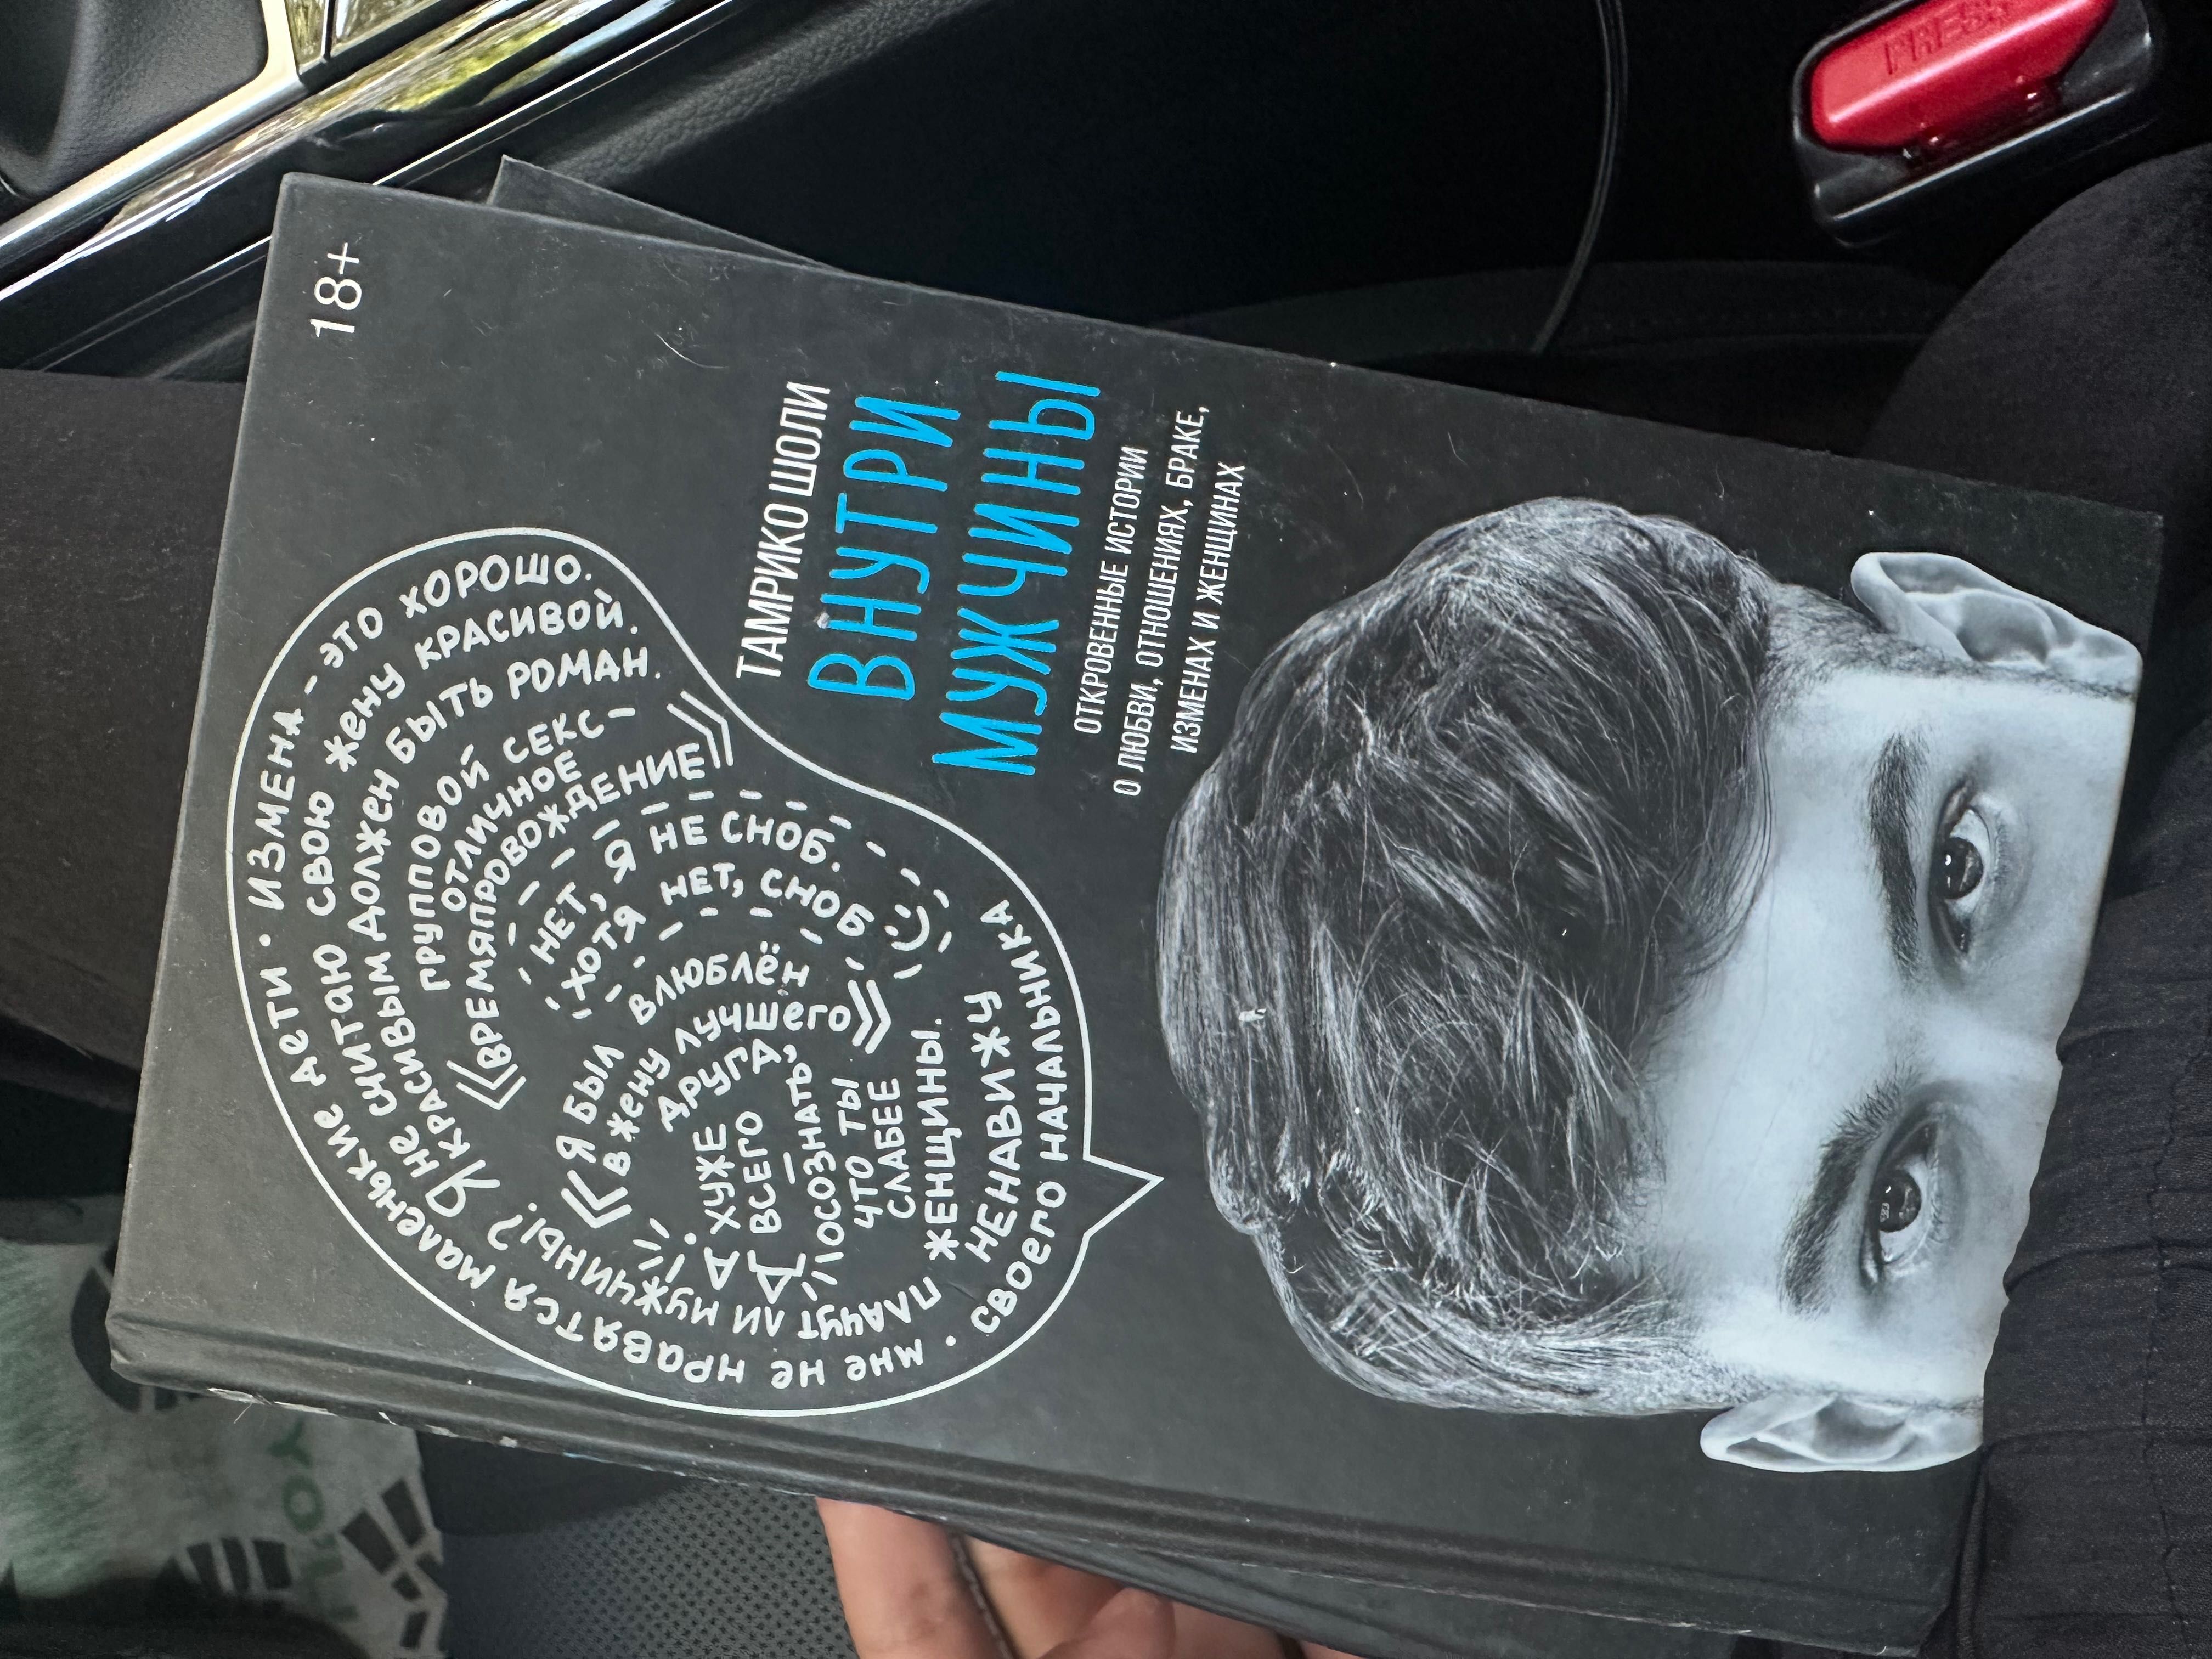 18+
МНЕ НЕ НРАВЯТСЯ МАЛЕНЬКИЕ ДЕТИ • ИЗМЕНА - ЭТО ХОРОШО.
ПЛАЧУТ ЛИ МУЖЧИНЫ? Я НЕ СЧИТАЮ СВОЮ ЖЕНУ КРАСИВОЙ.
КРАСИВЫМ ДОЛЖЕН БЫТЬ РОМАН.
«ГРУППОВОЙ СЕКС -
ОТЛИЧНОЕ
ВРЕМЯПРОВОЖДЕНИЕ»
НЕТ, Я НЕ СНОБ.
ХОТЯ НЕТ, СНОБ
«Я БЫЛ ВЛЮБЛЁН
В ЖЕНУ ЛУЧШЕГО
ДРУГА»
ДА
ХУЖЕ
ВСЕГО -
ОСОЗНАТЬ,
ЧТО ТЫ
СЛАБЕЕ
ЖЕНЩИНЫ.
• НЕНАВИЖУ
СВОЕГО НАЧАЛЬНИКА
ТАМРИКО ШОЛИ
ВНУТРИ
МУЖЧИНЫ
ОТКРОВЕННЫЕ ИСТОРИИ
О ЛЮБВИ, ОТНОШЕНИЯХ, БРАКЕ,
ИЗМЕНАХ И ЖЕНЩИНАХ
PRESS